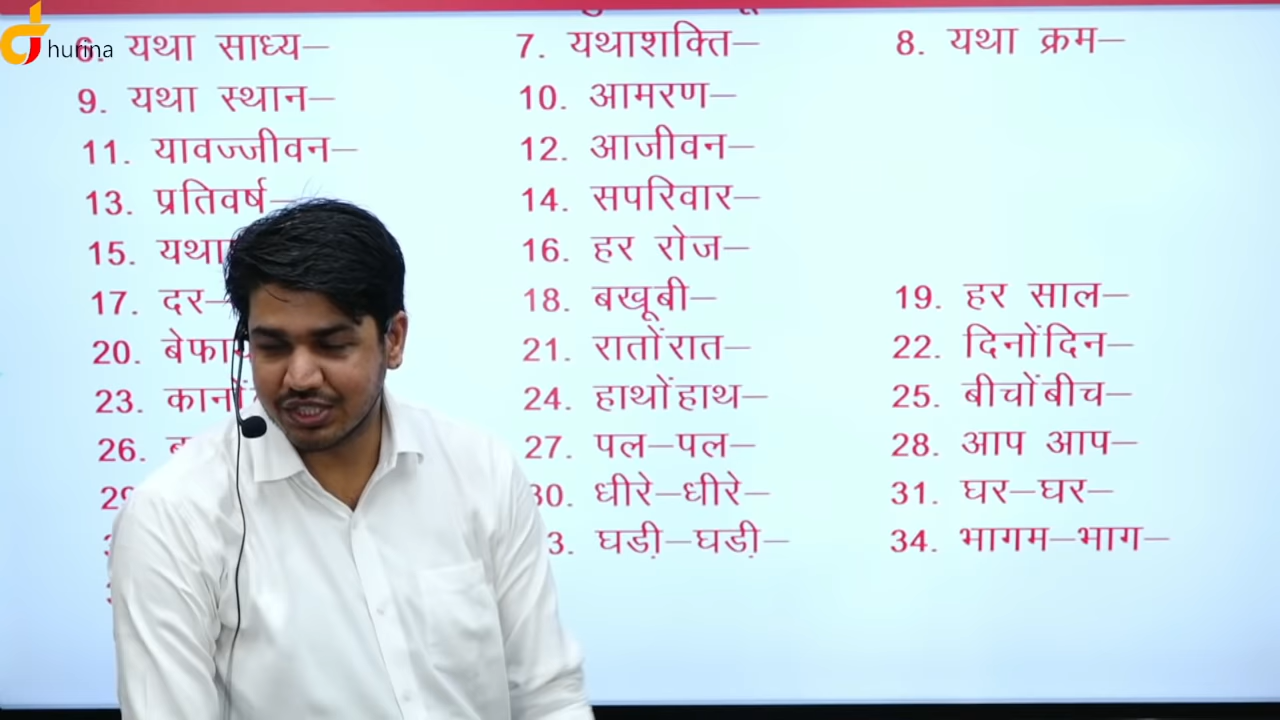 hurina
6. यथा साध्य– 7. यथाशक्ति– 8. यथा क्रम–
9. यथा स्थान– 10. आमरण–
11. यावज्जीवन– 12. आजीवन–
13. प्रतिवर्ष– 14. सपरिवार–
15. 16. हर रोज–
17. दर– 18. बखूबी– 19. हर साल–
20. 21. रातोंरात– 22. दिनोंदिन–
23. 24. हाथोंहाथ– 25. बीचोंबीच–
26. 27. पल–पल– 28. आप आप–
30. धीरे–धीरे– 31. घर–घर–
3. घडी़–घडी़– 34. भागम–भाग–